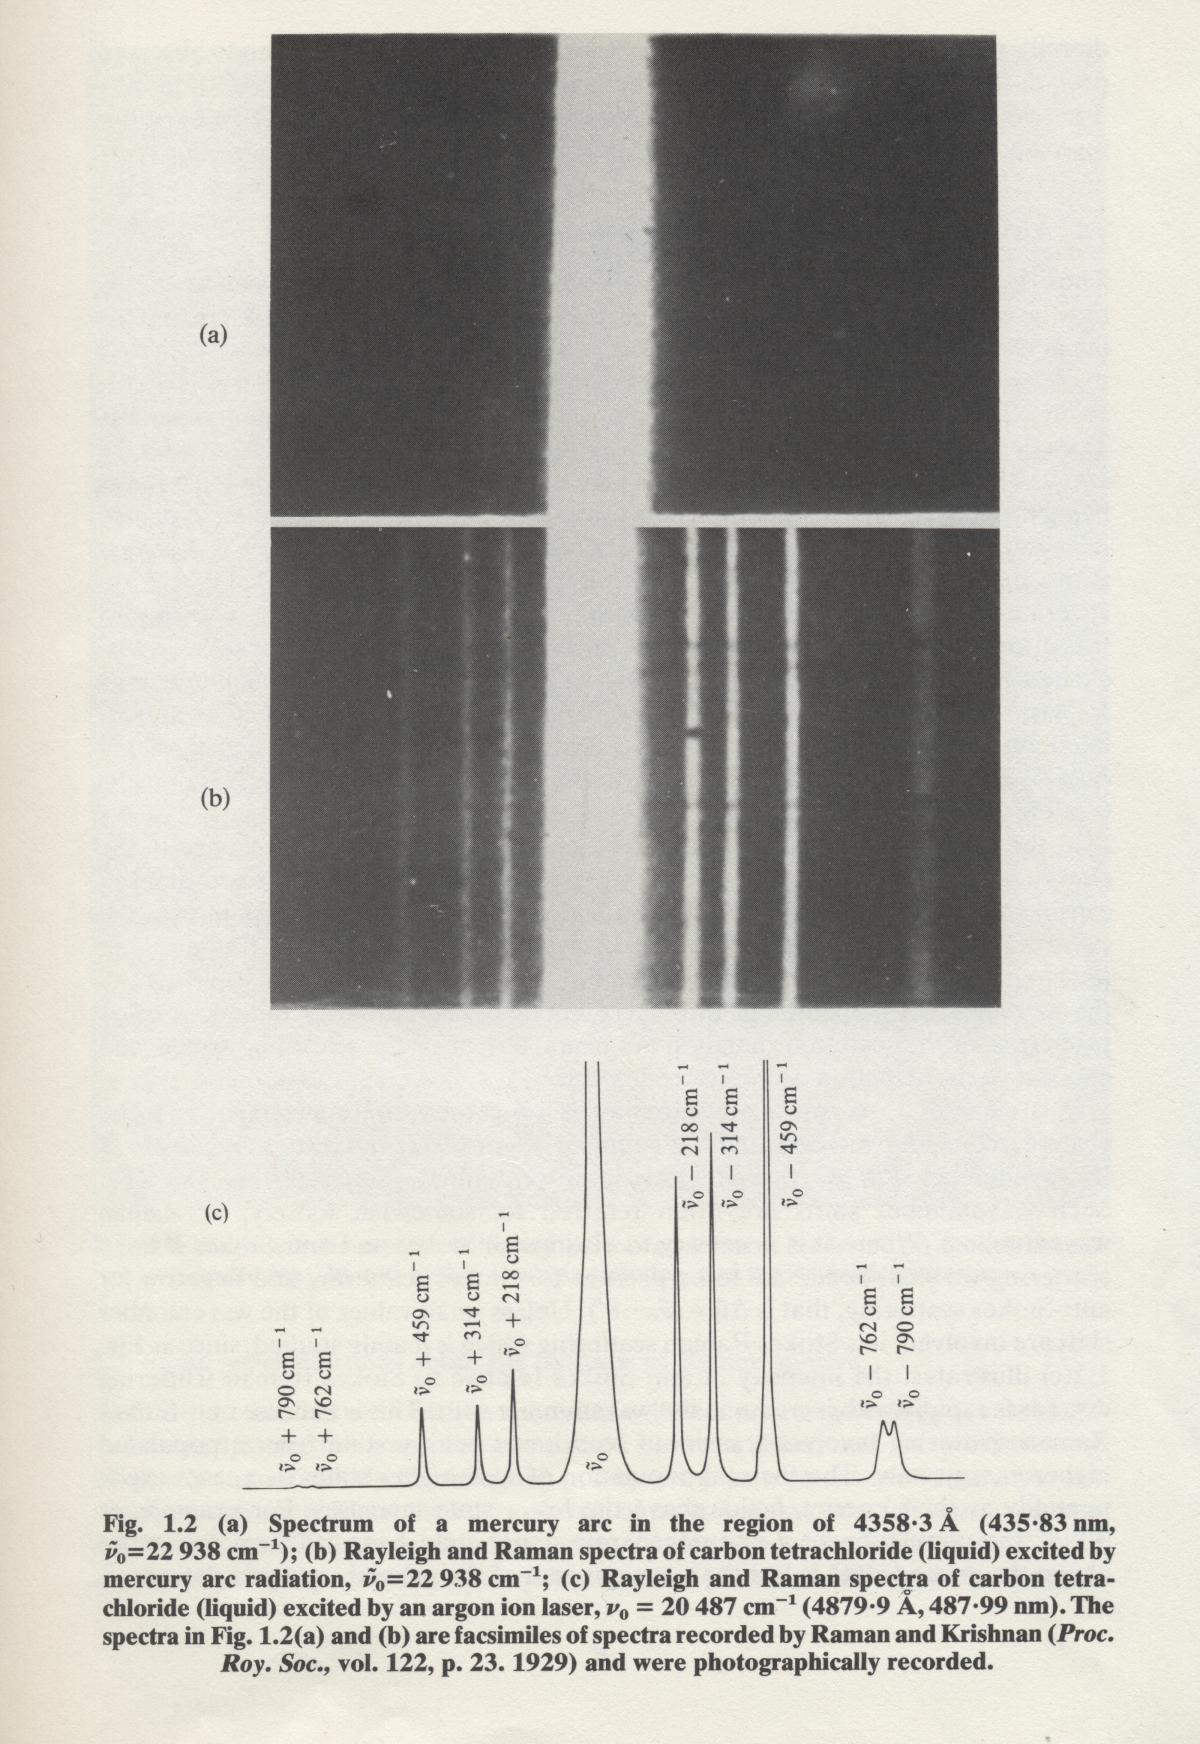 (a)
(b)
(c)
ν̃₀ + 790 cm⁻¹
ν̃₀ + 762 cm⁻¹
ν̃₀ + 459 cm⁻¹
ν̃₀ + 314 cm⁻¹
ν̃₀ + 218 cm⁻¹
ν̃₀
ν̃₀ − 218 cm⁻¹
ν̃₀ − 314 cm⁻¹
ν̃₀ − 459 cm⁻¹
ν̃₀ − 762 cm⁻¹
ν̃₀ − 790 cm⁻¹
Fig. 1.2 (a) Spectrum of a mercury arc in the region of 4358·3 Å (435·83 nm,
ν̃₀=22 938 cm⁻¹); (b) Rayleigh and Raman spectra of carbon tetrachloride (liquid) excited by
mercury arc radiation, ν̃₀=22 938 cm⁻¹; (c) Rayleigh and Raman spectra of carbon tetra-
chloride (liquid) excited by an argon ion laser, ν₀ = 20 487 cm⁻¹ (4879·9 Å, 487·99 nm). The
spectra in Fig. 1.2(a) and (b) are facsimiles of spectra recorded by Raman and Krishnan (Proc.
Roy. Soc., vol. 122, p. 23. 1929) and were photographically recorded.